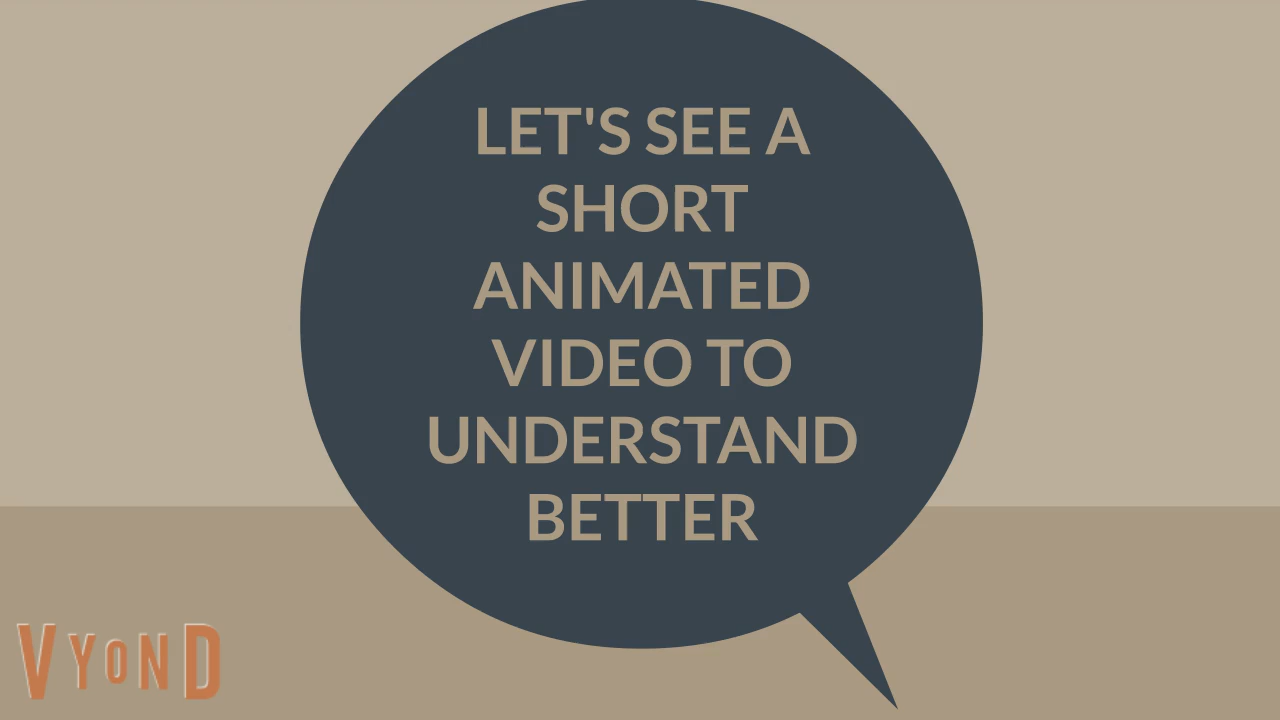 LET'S SEE A
SHORT
ANIMATED
VIDEO TO
UNDERSTAND
BETTER
VYOND